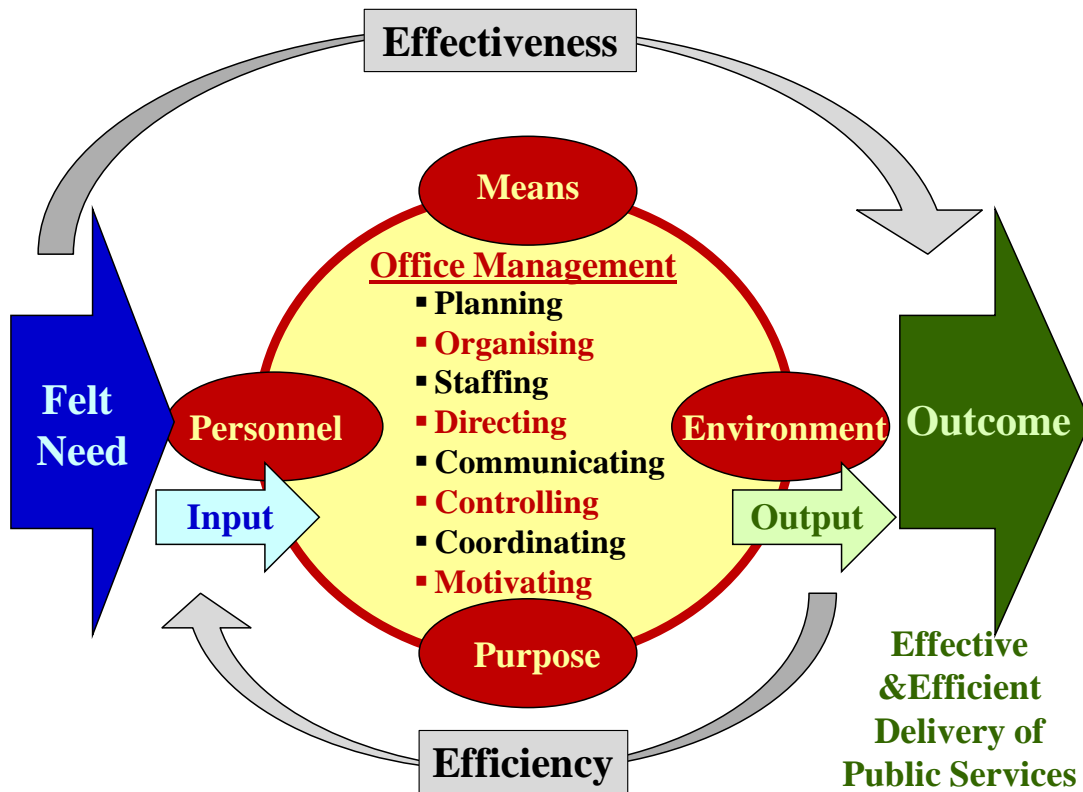 Effectiveness
Means
Office Management
▪ Planning
▪ Organising
▪ Staffing
▪ Directing
▪ Communicating
▪ Controlling
▪ Coordinating
▪ Motivating
Felt
Need
Personnel
Environment
Outcome
Input
Output
Purpose
Efficiency
Effective
&Efficient
Delivery of
Public Services